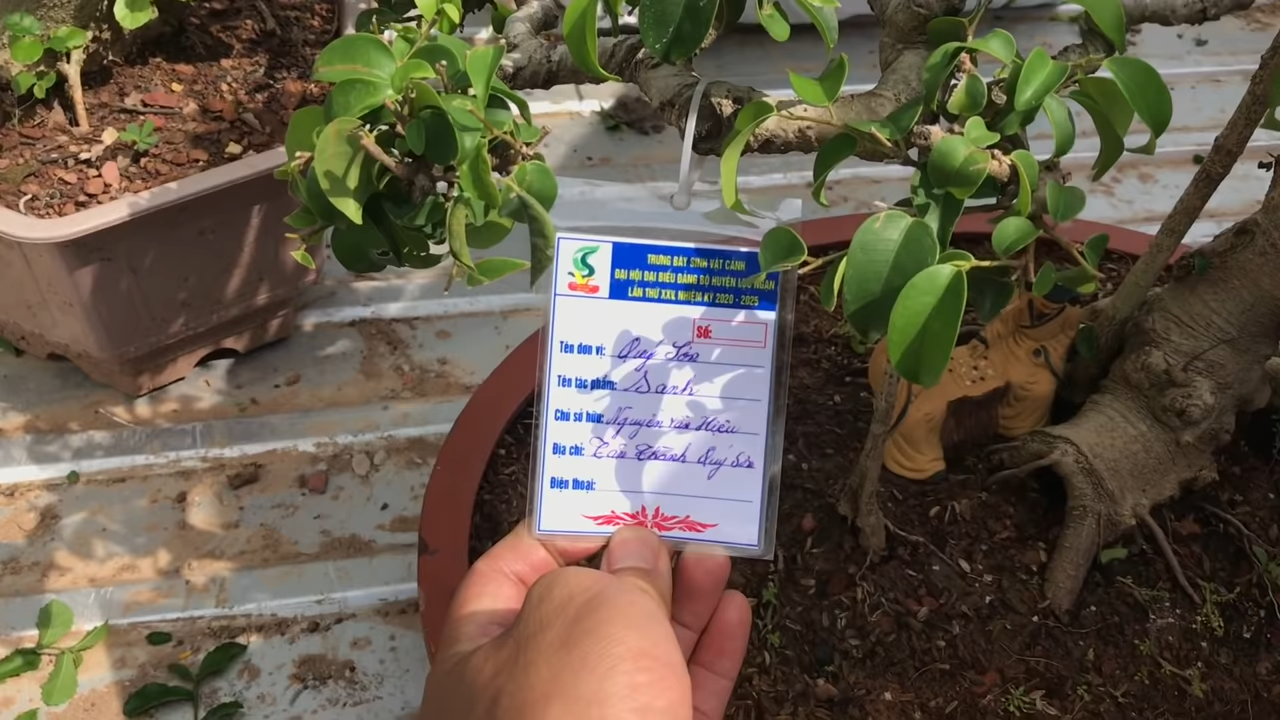 TRƯNG BÀY SINH VẬT CẢNH
ĐẠI HỘI ĐẠI BIỂU ĐẢNG BỘ HUYỆN LỤC NGẠN
LẦN THỨ XXV, NHIỆM KỲ 2020 - 2025
Số:
Tên đơn vị: Quý Sơn
Tên tác phẩm: Sanh
Chủ sở hữu: Nguyễn Văn Hiệu
Địa chỉ: Tân Thành Quý Sơn
Điện thoại: